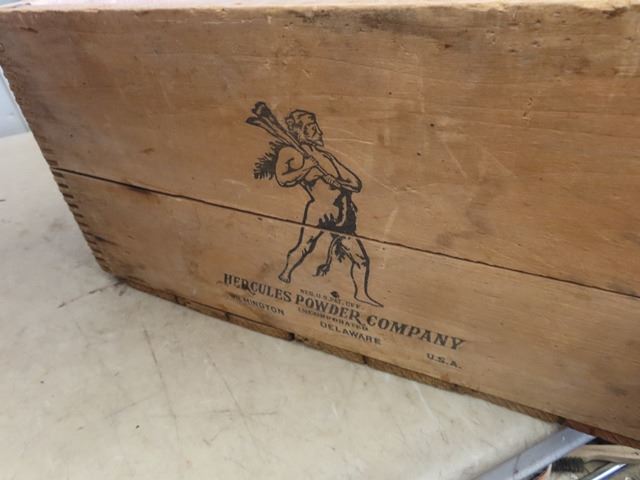 REG. U.S. PAT. OFF.
HERCULES POWDER COMPANY
INCORPORATED
WILMINGTON DELAWARE U.S.A.